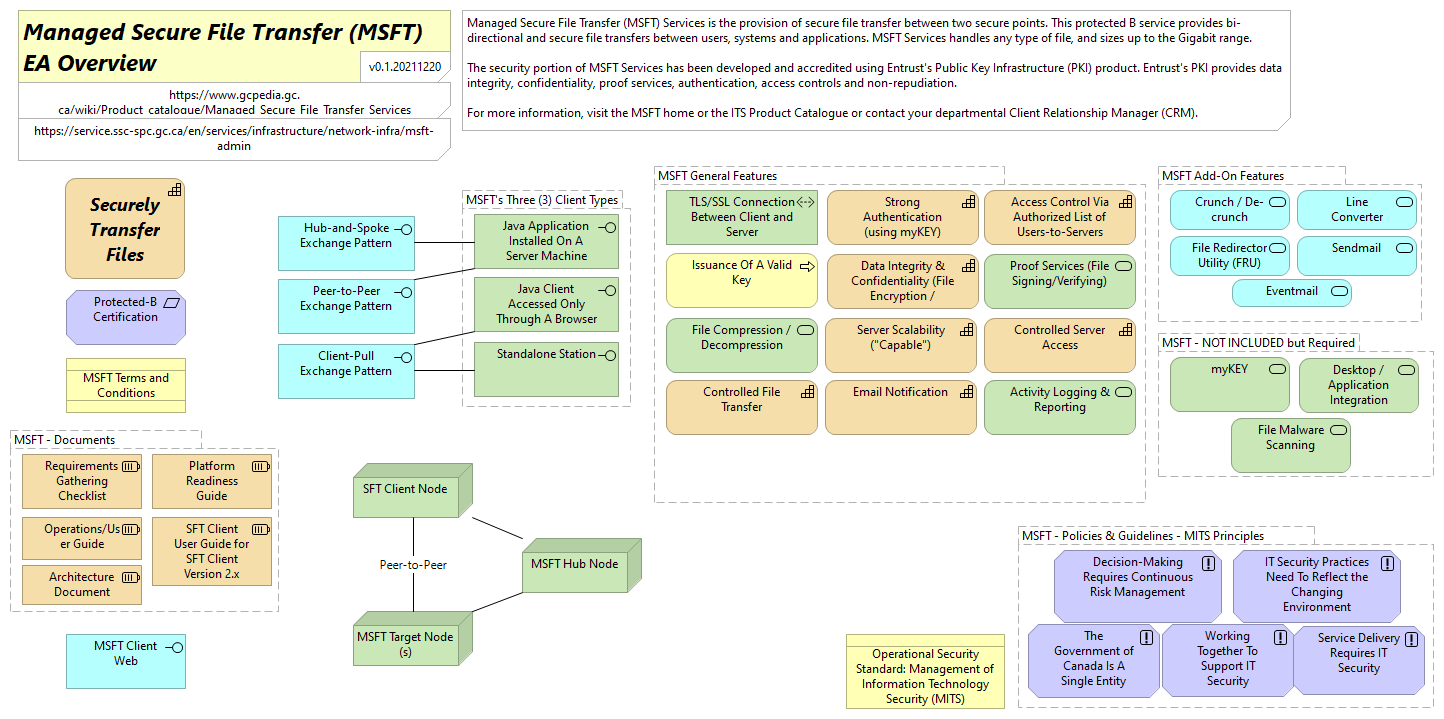 Managed Secure File Transfer (MSFT)
EA Overview
v0.1.20211220
https://www.gcpedia.gc.
ca/wiki/Product_catalogue/Managed_Secure_File_Transfer_Services
https://service.ssc-spc.gc.ca/en/services/infrastructure/network-infra/msft-
admin
Managed Secure File Transfer (MSFT) Services is the provision of secure file transfer between two secure points. This protected B service provides bi-
directional and secure file transfers between users, systems and applications. MSFT Services handles any type of file, and sizes up to the Gigabit range.
The security portion of MSFT Services has been developed and accredited using Entrust's Public Key Infrastructure (PKI) product. Entrust's PKI provides data
integrity, confidentiality, proof services, authentication, access controls and non-repudiation.
For more information, visit the MSFT home or the ITS Product Catalogue or contact your departmental Client Relationship Manager (CRM).
Securely
Transfer
Files
Protected-B
Certification
MSFT Terms and
Conditions
Hub-and-Spoke
Exchange Pattern
Peer-to-Peer
Exchange Pattern
Client-Pull
Exchange Pattern
MSFT's Three (3) Client Types
Java Application
Installed On A
Server Machine
Java Client
Accessed Only
Through A Browser
Standalone Station
MSFT General Features
TLS/SSL Connection
Between Client and
Server
Strong
Authentication
(using myKEY)
Access Control Via
Authorized List of
Users-to-Servers
Issuance Of A Valid
Key
Data Integrity &
Confidentiality (File
Encryption /
Proof Services (File
Signing/Verifying)
File Compression /
Decompression
Server Scalability
("Capable")
Controlled Server
Access
Controlled File
Transfer
Email Notification
Activity Logging &
Reporting
MSFT Add-On Features
Crunch / De-
crunch
Line
Converter
File Redirector
Utility (FRU)
Sendmail
Eventmail
MSFT - NOT INCLUDED but Required
myKEY
Desktop /
Application
Integration
File Malware
Scanning
MSFT - Documents
Requirements
Gathering
Checklist
Platform
Readiness
Guide
Operations/Us
er Guide
SFT Client
User Guide for
SFT Client
Version 2.x
Architecture
Document
MSFT Client
Web
SFT Client Node
Peer-to-Peer
MSFT Hub Node
MSFT Target Node
(s)
Operational Security
Standard: Management of
Information Technology
Security (MITS)
MSFT - Policies & Guidelines - MITS Principles
Decision-Making
Requires Continuous
Risk Management
IT Security Practices
Need To Reflect the
Changing
Environment
The
Government of
Canada Is A
Single Entity
Working
Together To
Support IT
Security
Service Delivery
Requires IT
Security